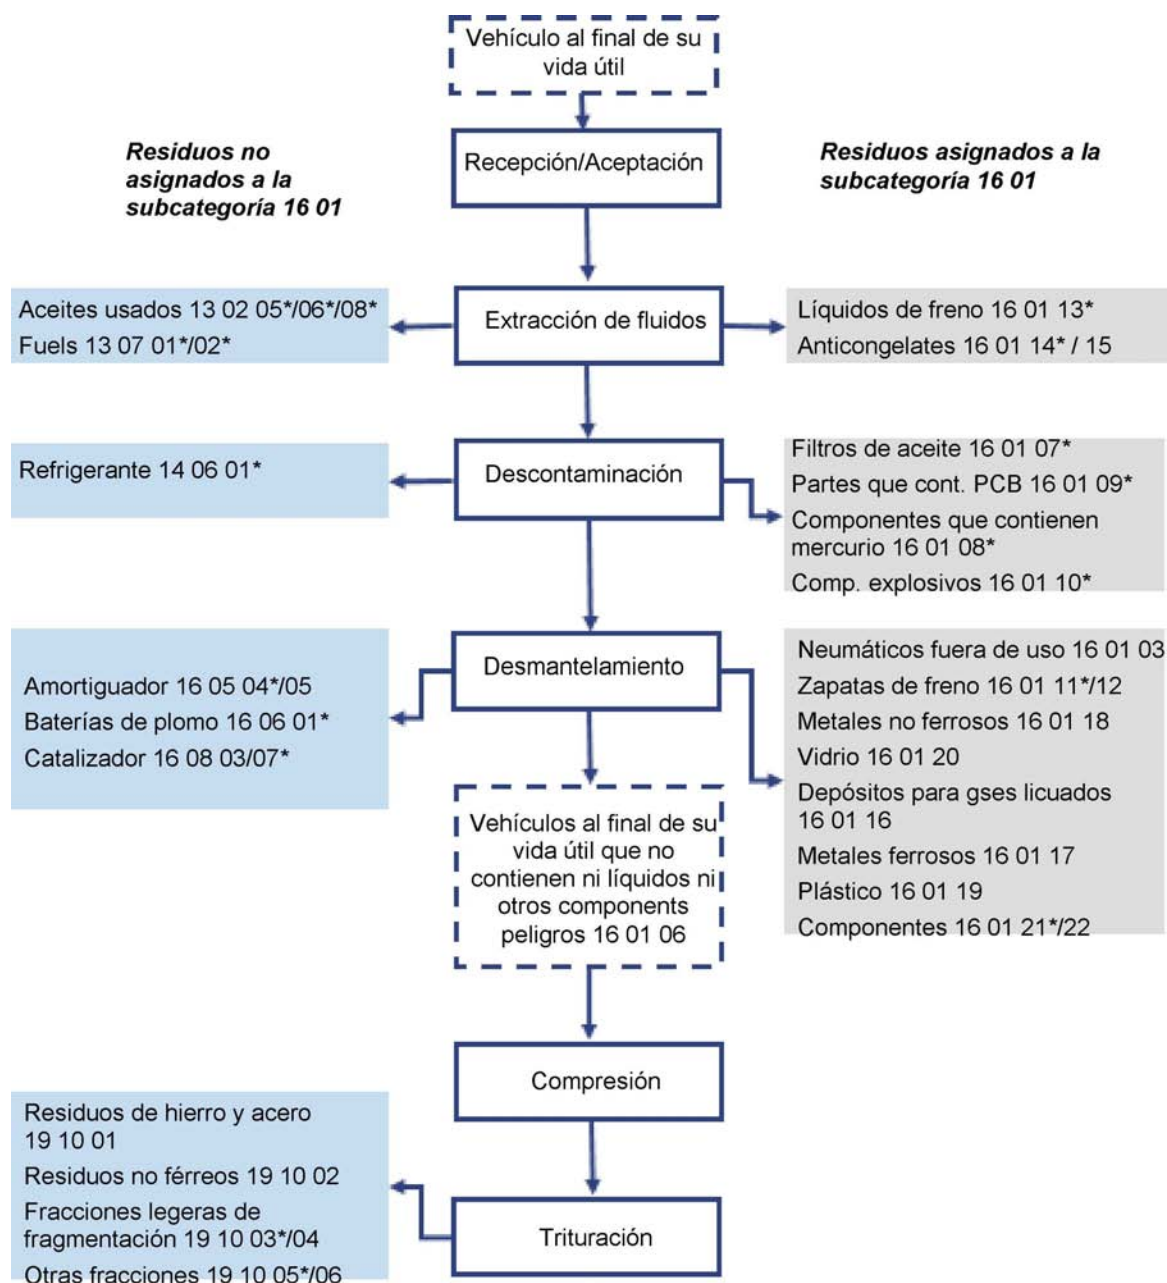 Vehículo al final de su
vida útil
Residuos no
asignados a la
subcategoría 16 01
Recepción/Aceptación
Residuos asignados a la
subcategoría 16 01
Aceites usados 13 02 05*/06*/08*
Fuels 13 07 01*/02*
Extracción de fluidos
Líquidos de freno 16 01 13*
Anticongelates 16 01 14* / 15
Refrigerante 14 06 01*
Descontaminación
Filtros de aceite 16 01 07*
Partes que cont. PCB 16 01 09*
Componentes que contienen
mercurio 16 01 08*
Comp. explosivos 16 01 10*
Amortiguador 16 05 04*/05
Baterías de plomo 16 06 01*
Catalizador 16 08 03/07*
Desmantelamiento
Neumáticos fuera de uso 16 01 03
Zapatas de freno 16 01 11*/12
Metales no ferrosos 16 01 18
Vidrio 16 01 20
Depósitos para gses licuados
16 01 16
Metales ferrosos 16 01 17
Plástico 16 01 19
Componentes 16 01 21*/22
Vehículos al final de su
vida útil que no
contienen ni líquidos ni
otros components
peligros 16 01 06
Compresión
Residuos de hierro y acero
19 10 01
Residuos no férreos 19 10 02
Fracciones legeras de
fragmentación 19 10 03*/04
Otras fracciones 19 10 05*/06
Trituración